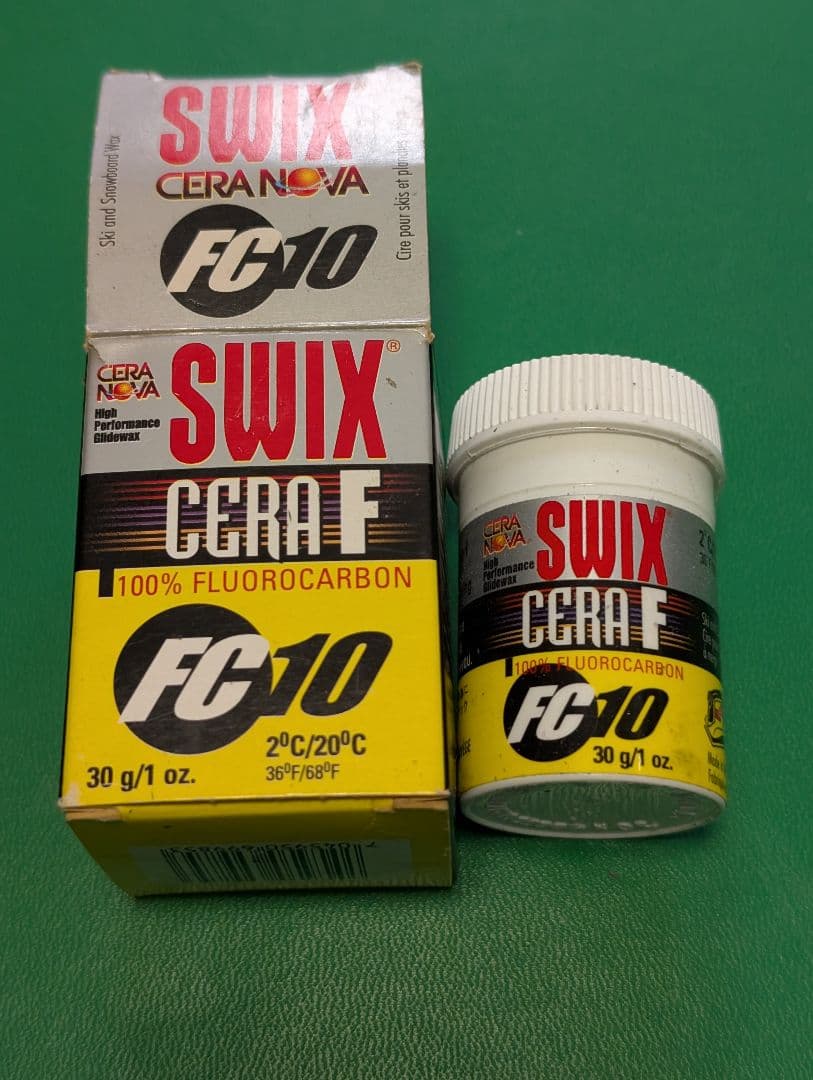 SWIX
CERA NOVA
FC10
Ski and Snowboard Wax
Cire pour skis et
CERA
NOVA
High
Performance
Glidewax
SWIX®
CERA F
100% FLUOROCARBON
FC10
2⁰C/20⁰C
36⁰F/68⁰F
30 g/1 oz.
CERA
NOVA
High
Performance
Glidewax
SWIX
CERA F
100% FLUOROCARBON
FC10
30 g/1 oz.